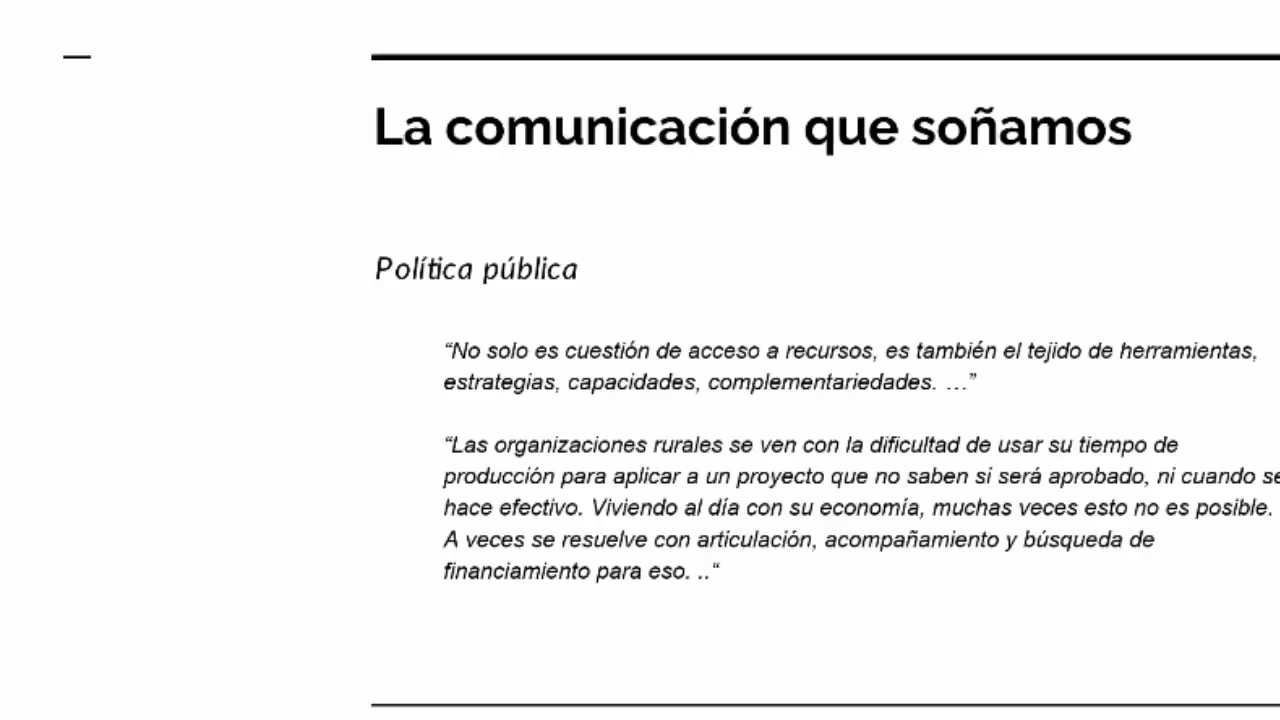 La comunicación que soñamos
Política pública
“No solo es cuestión de acceso a recursos, es también el tejido de herramientas,
estrategias, capacidades, complementariedades. …”
“Las organizaciones rurales se ven con la dificultad de usar su tiempo de
producción para aplicar a un proyecto que no saben si será aprobado, ni cuando se
hace efectivo. Viviendo al día con su economía, muchas veces esto no es posible.
A veces se resuelve con articulación, acompañamiento y búsqueda de
financiamiento para eso. ..“